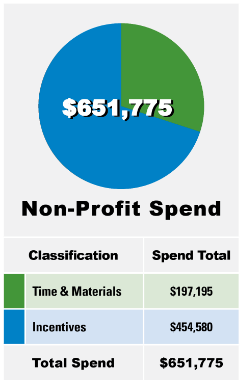 $651,775
Non-Profit Spend
Classification Spend Total
Time & Materials $197,195
Incentives $454,580
Total Spend $651,775